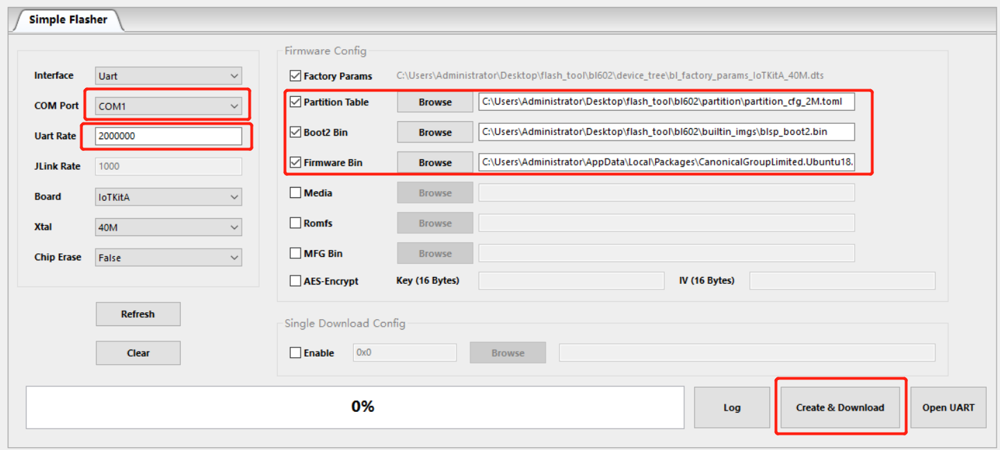 Simple Flasher
Interface Uart
COM Port COM1
Uart Rate 2000000
JLink Rate 1000
Board IoTKitA
Xtal 40M
Chip Erase False
Refresh
Clear
Firmware Config
Factory Params C:\Users\Administrator\Desktop\flash_tool\bl602\device_tree\bl_factory_params_IoTKitA_40M.dts
Partition Table Browse C:\Users\Administrator\Desktop\flash_tool\bl602\partition\partition_cfg_2M.toml
Boot2 Bin Browse C:\Users\Administrator\Desktop\flash_tool\bl602\builtin_imgs\blsp_boot2.bin
Firmware Bin Browse C:\Users\Administrator\AppData\Local\Packages\CanonicalGroupLimited.Ubuntu18.
Media Browse
Romfs Browse
MFG Bin Browse
AES-Encrypt Key (16 Bytes) IV (16 Bytes)
Single Download Config
Enable 0x0 Browse
0% Log Create & Download Open UART